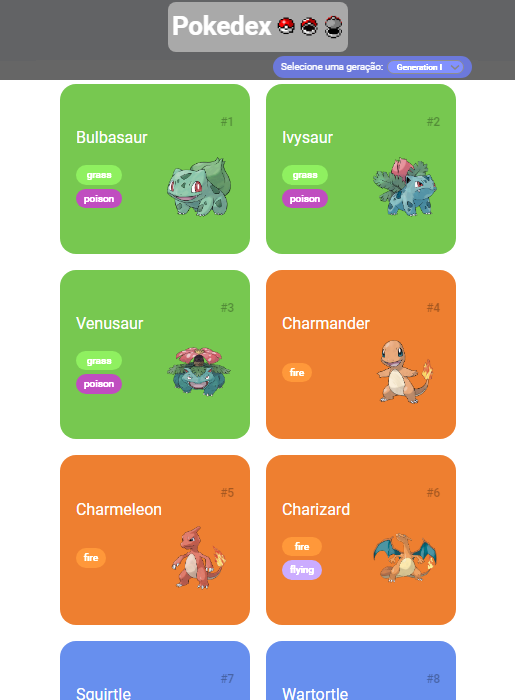 Pokedex
Selecione uma geração: Generation I
#1
Bulbasaur
grass
poison
#2
Ivysaur
grass
poison
#3
Venusaur
grass
poison
#4
Charmander
fire
#5
Charmeleon
fire
#6
Charizard
fire
flying
#7
Squirtle
#8
Wartortle